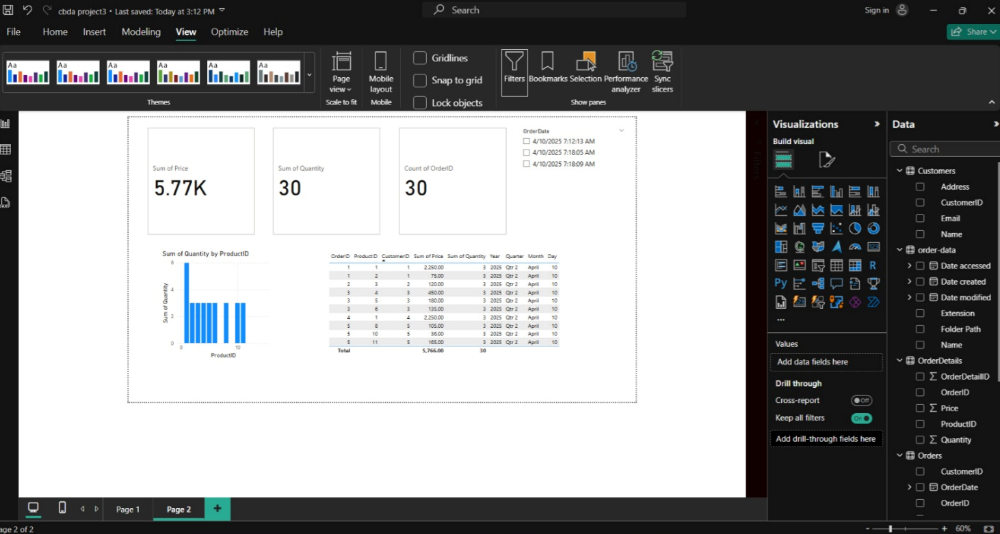 cbda project3 • Last saved: Today at 3:12 PM
Search
Sign in
File Home Insert Modeling View Optimize Help
Share
Aa Aa Aa Aa Aa Aa
Themes
Page view
Scale to fit
Mobile layout
Mobile
Gridlines
Snap to grid
Lock objects
Filters Bookmarks Selection Performance analyzer Sync slicers
Show panes
Sum of Price
5.77K
Sum of Quantity
30
Count of OrderID
30
OrderDate
4/10/2025 7:12:13 AM
4/10/2025 7:18:05 AM
4/10/2025 7:18:09 AM
Sum of Quantity by ProductID
Sum of Quantity
6
4
2
0
0 10
ProductID
OrderID ProductID CustomerID Sum of Price Sum of Quantity Year Quarter Month Day
1 1 1 2,250.00 3 2025 Qtr 2 April 10
1 2 1 75.00 3 2025 Qtr 2 April 10
2 3 2 120.00 3 2025 Qtr 2 April 10
3 4 3 450.00 3 2025 Qtr 2 April 10
3 5 3 180.00 3 2025 Qtr 2 April 10
3 6 3 135.00 3 2025 Qtr 2 April 10
4 1 4 2,250.00 3 2025 Qtr 2 April 10
5 8 5 105.00 3 2025 Qtr 2 April 10
5 10 5 36.00 3 2025 Qtr 2 April 10
5 11 5 165.00 3 2025 Qtr 2 April 10
Total 5,766.00 30
Filters
Visualizations
Build visual
R
Py
123
...
Values
Add data fields here
Drill through
Cross-report
Off
Keep all filters
On
Add drill-through fields here
Data
Search
Customers
Address
CustomerID
Email
Name
order-data
Date accessed
Date created
Date modified
Extension
Folder Path
Name
OrderDetails
∑ OrderDetailID
OrderID
∑ Price
ProductID
∑ Quantity
Orders
CustomerID
OrderDate
OrderID
Page 1
Page 2
+
age 2 of 2
- + 60%